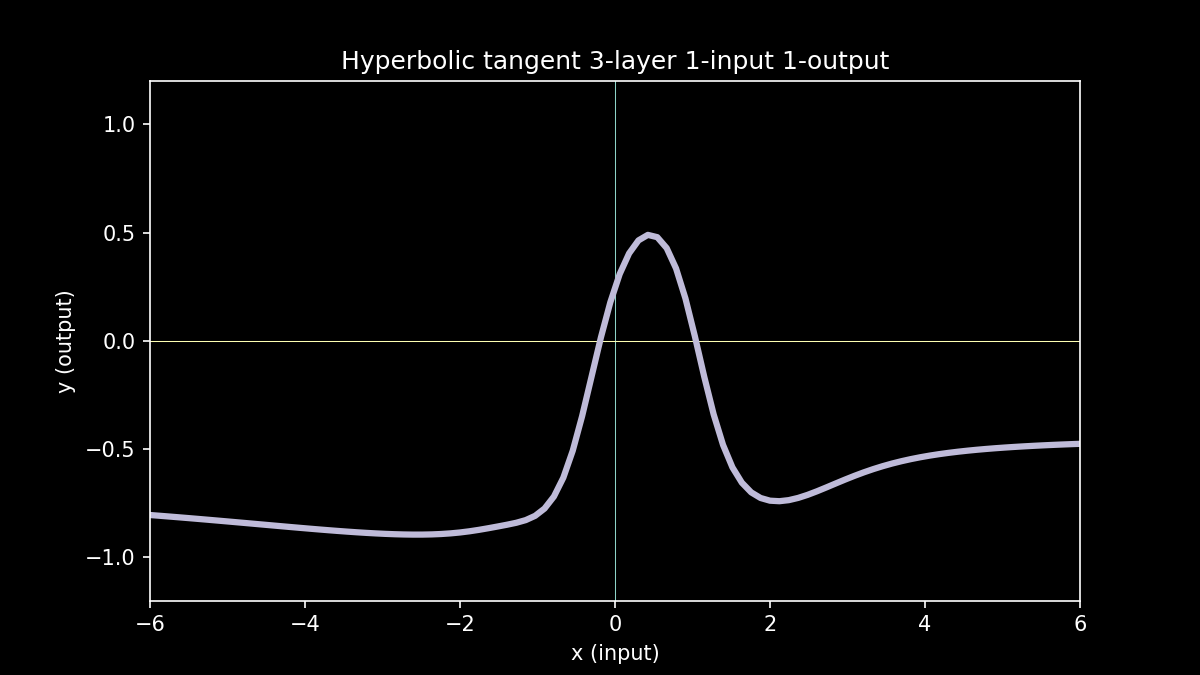 Hyperbolic tangent 3-layer 1-input 1-output
1.0
0.5
0.0
−0.5
−1.0
y (output)
−6 −4 −2 0 2 4 6
x (input)